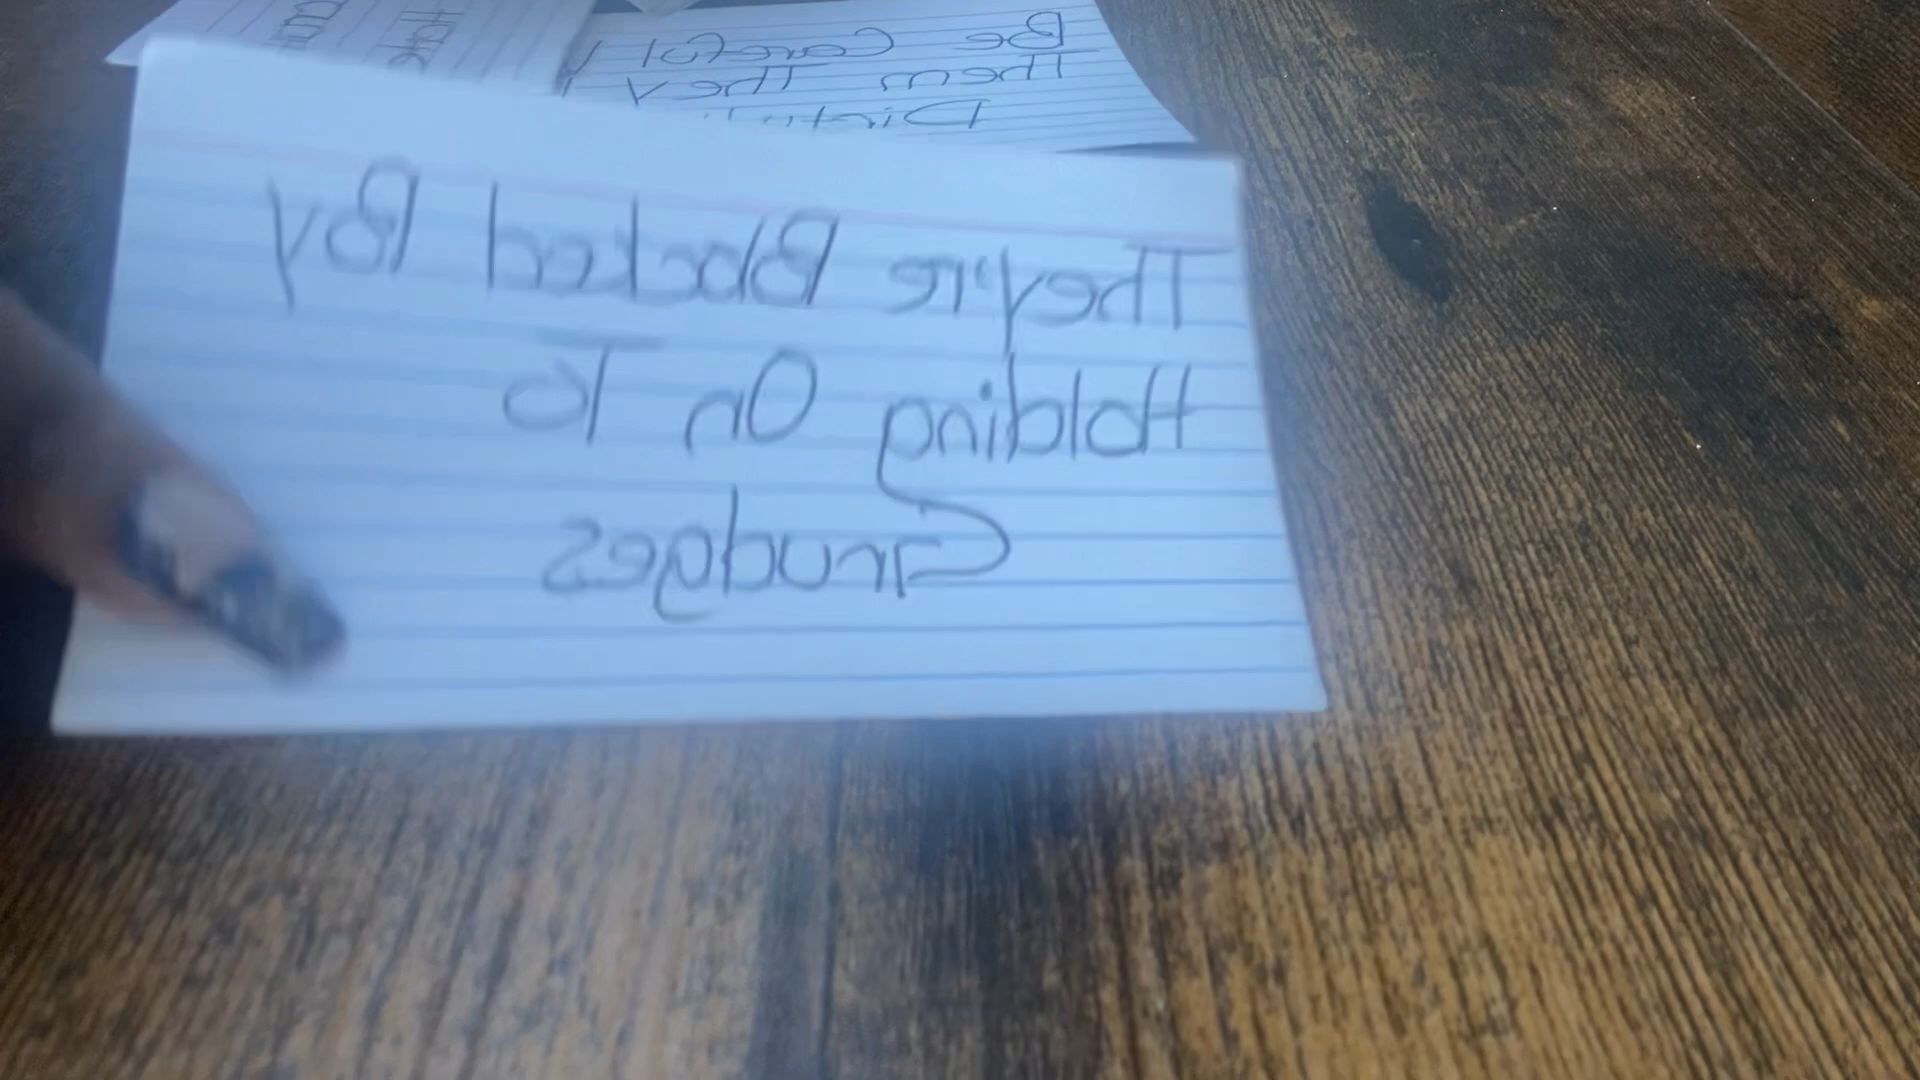 Be Careful
Them They
They're Blocked By
Holding On To
Grudges